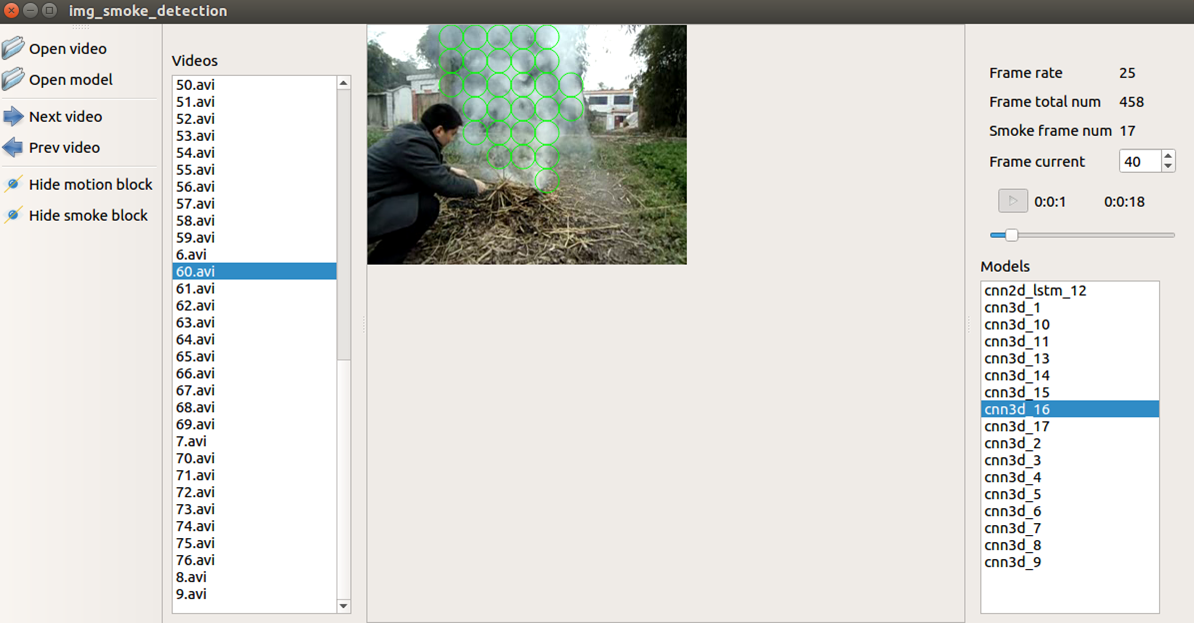 img_smoke_detection
Open video
Open model
Next video
Prev video
Hide motion block
Hide smoke block
Videos
50.avi
51.avi
52.avi
53.avi
54.avi
55.avi
56.avi
57.avi
58.avi
59.avi
6.avi
60.avi
61.avi
62.avi
63.avi
64.avi
65.avi
66.avi
67.avi
68.avi
69.avi
7.avi
70.avi
71.avi
72.avi
73.avi
74.avi
75.avi
76.avi
8.avi
9.avi
Frame rate 25
Frame total num 458
Smoke frame num 17
Frame current 40
0:0:1 0:0:18
Models
cnn2d_lstm_12
cnn3d_1
cnn3d_10
cnn3d_11
cnn3d_13
cnn3d_14
cnn3d_15
cnn3d_16
cnn3d_17
cnn3d_2
cnn3d_3
cnn3d_4
cnn3d_5
cnn3d_6
cnn3d_7
cnn3d_8
cnn3d_9